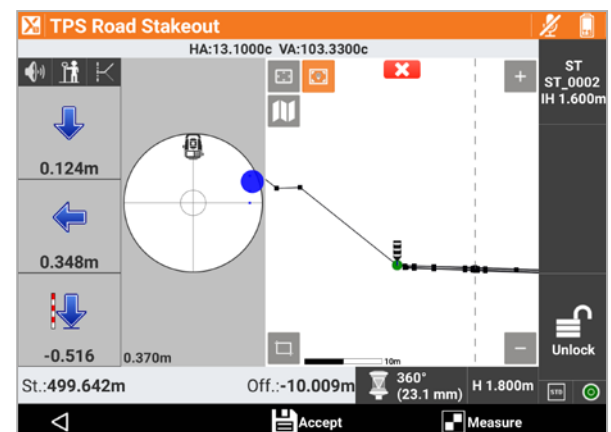 TPS Road Stakeout
HA:13.1000c VA:103.3300c
ST
ST_0002
IH 1.600m
0.124m
0.348m
-0.516
0.370m
10m
Unlock
St.:499.642m
Off.:-10.009m
360°
(23.1 mm)
H 1.800m
STD
Accept
Measure